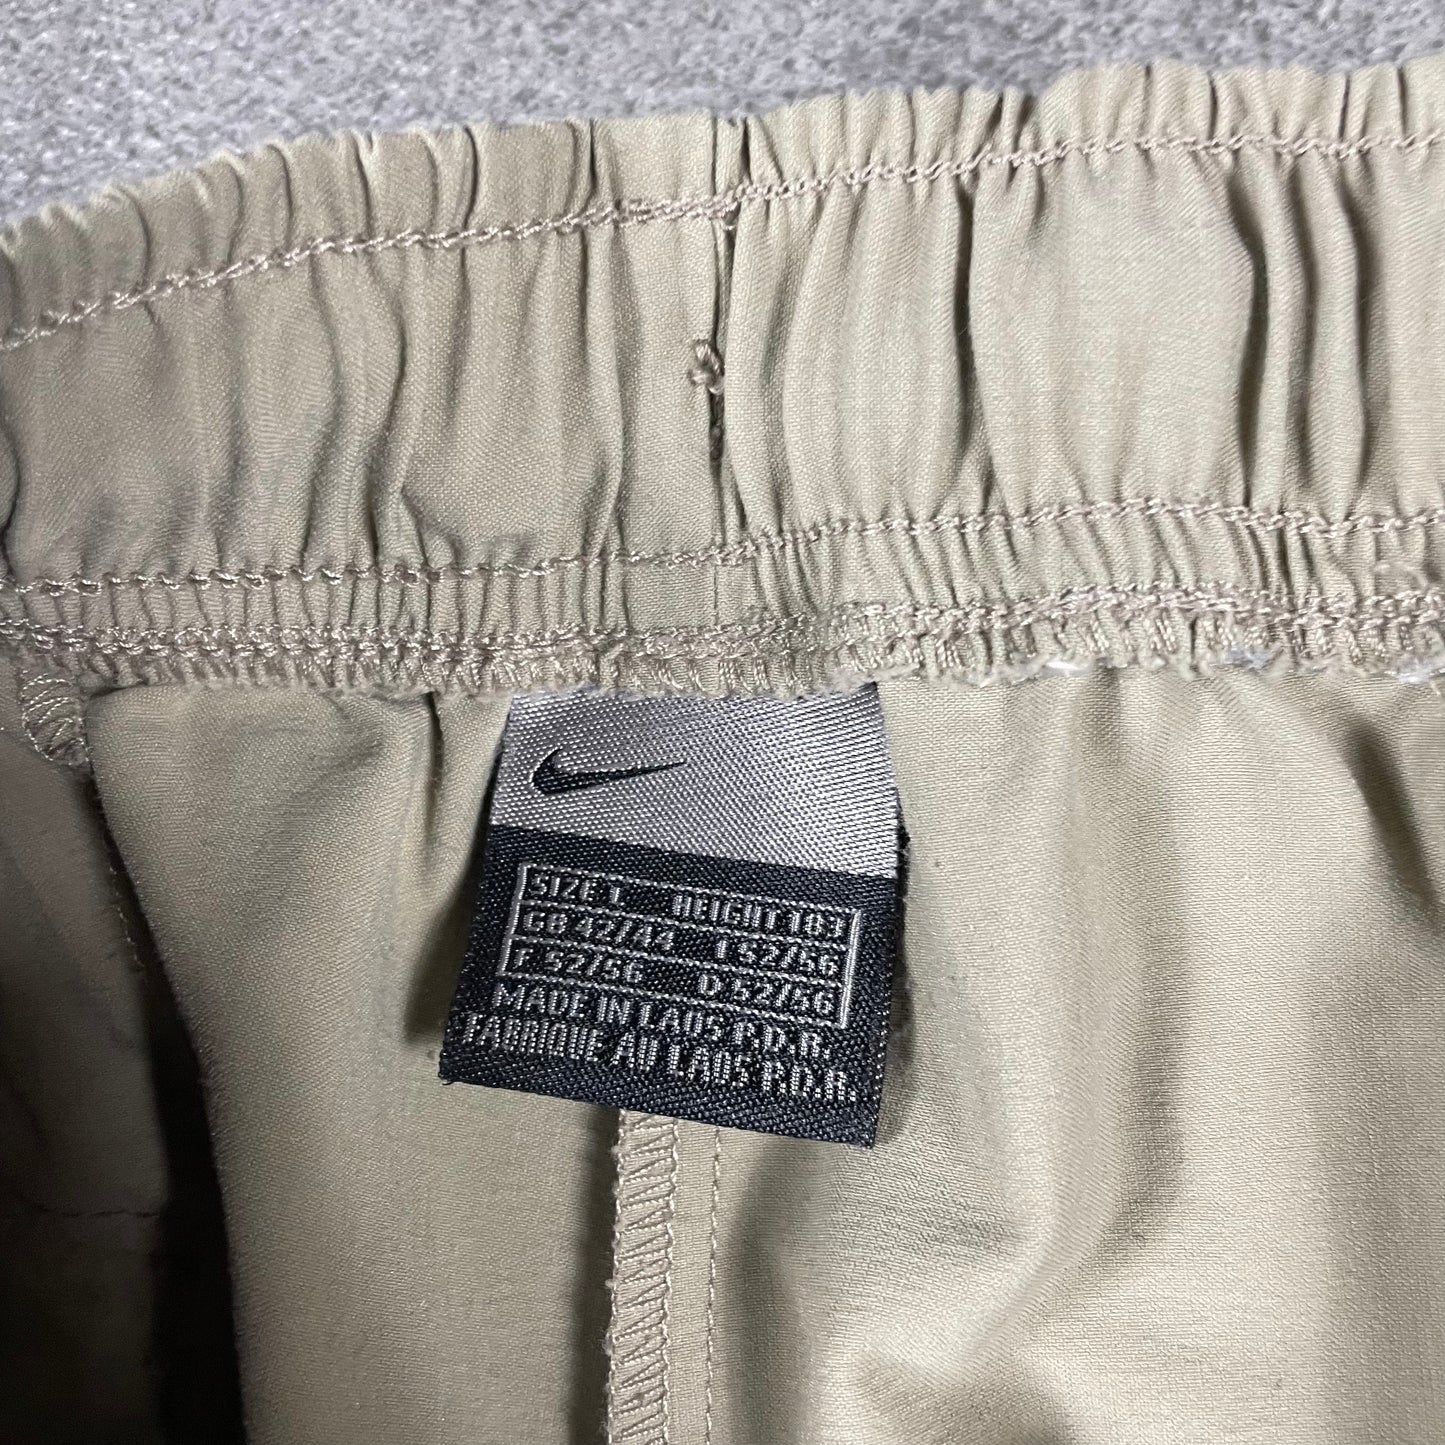 SIZE L HEIGHT 183
GB 42/44 I 52/56
F 52/56 D 52/56
MADE IN LAOS P.D.R.
FABRIQUE AU LAOS P.D.R.